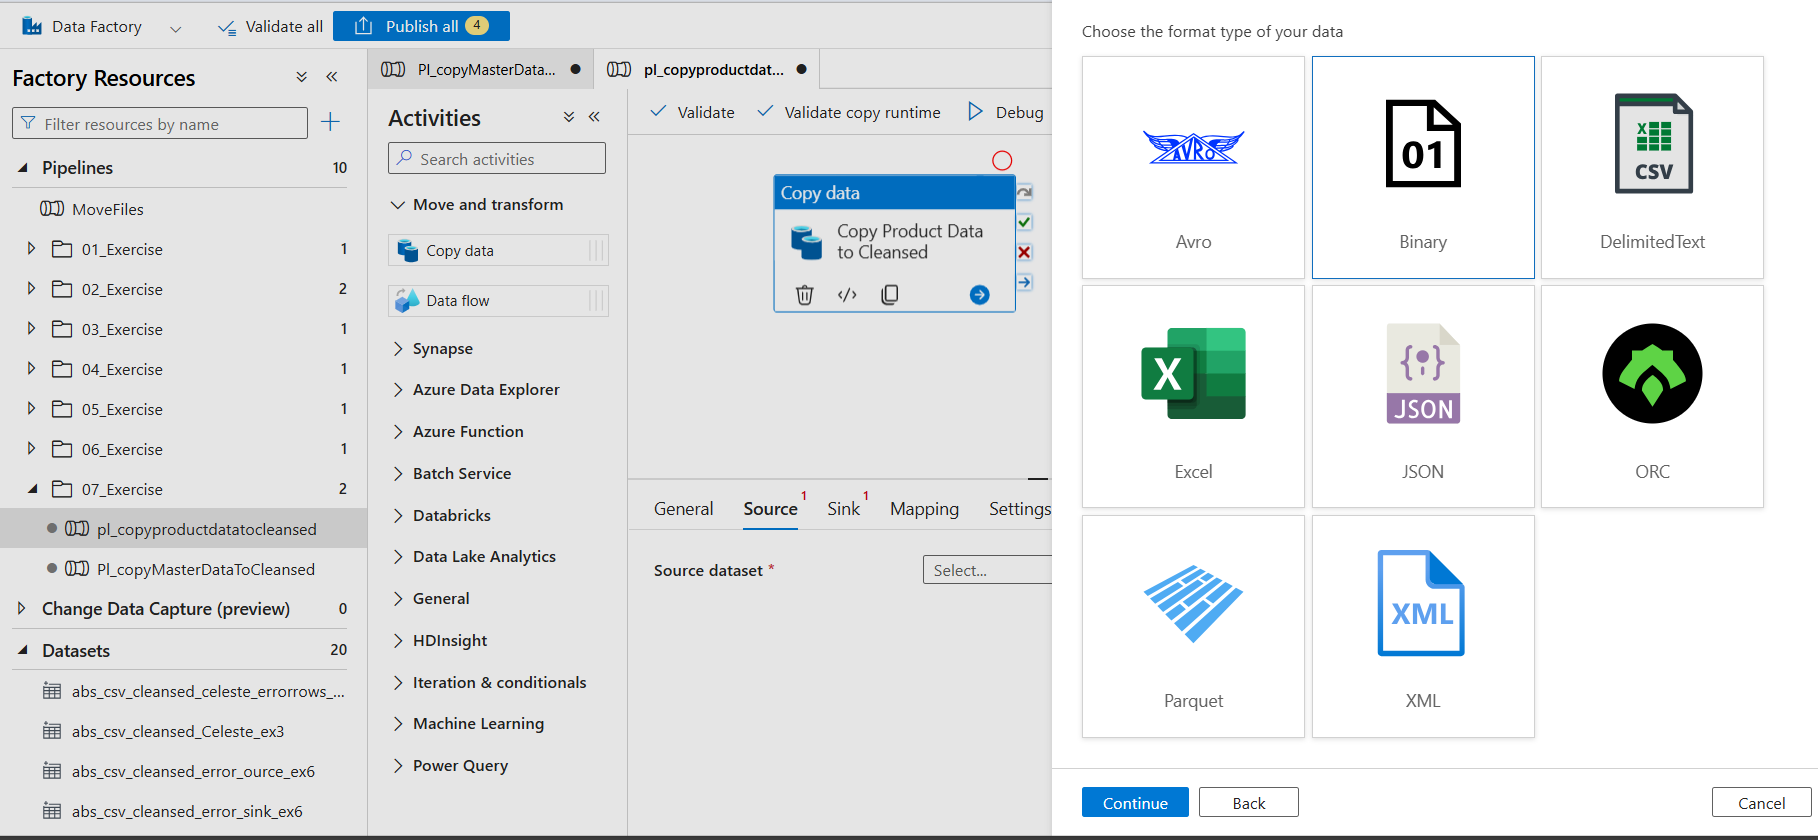 Data Factory
Validate all
Publish all 4
Factory Resources
Filter resources by name
Pipelines 10
MoveFiles
01_Exercise 1
02_Exercise 2
03_Exercise 1
04_Exercise 1
05_Exercise 1
06_Exercise 1
07_Exercise 2
pl_copyproductdatatocleansed
Pl_copyMasterDataToCleansed
Change Data Capture (preview) 0
Datasets 20
abs_csv_cleansed_celeste_errorrows_...
abs_csv_cleansed_Celeste_ex3
abs_csv_cleansed_error_ource_ex6
abs_csv_cleansed_error_sink_ex6
Pl_copyMasterData...
pl_copyproductdat...
Activities
Search activities
Move and transform
Copy data
Data flow
Synapse
Azure Data Explorer
Azure Function
Batch Service
Databricks
Data Lake Analytics
General
HDInsight
Iteration & conditionals
Machine Learning
Power Query
Validate
Validate copy runtime
Debug
Copy data
Copy Product Data
to Cleansed
General
Source 1
Sink 1
Mapping
Settings
Source dataset *
Select...
Choose the format type of your data
AVRO
Avro
01
Binary
X
CSV
DelimitedText
X
Excel
JSON
JSON
ORC
Parquet
XML
XML
Continue
Back
Cancel